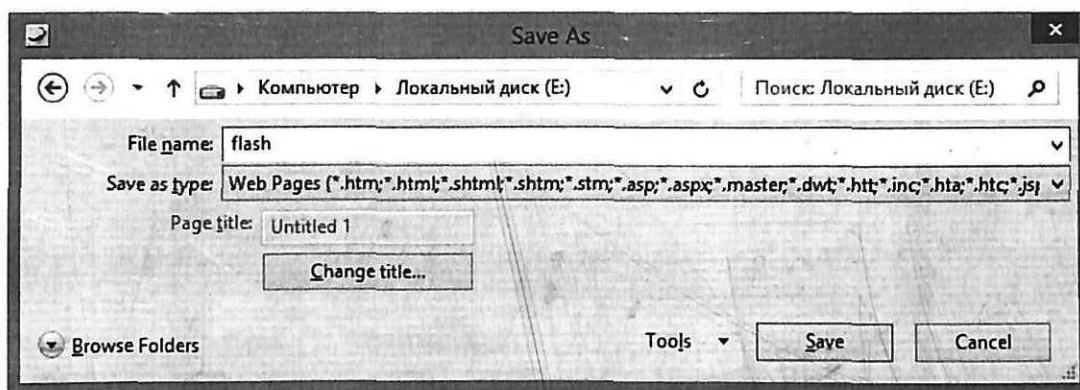 Save As
Компьютер Локальный диск (E:) Поиск: Локальный диск (E:)
File name: flash
Save as type: Web Pages (*.htm;*.html;*.shtml;*.shtm;*.stm;*.asp;*.aspx;*.master;*.dwt;*.htt;*.inc;*.hta;*.htc;*.jsp
Page title: Untitled 1
Change title...
Browse Folders Tools Save Cancel